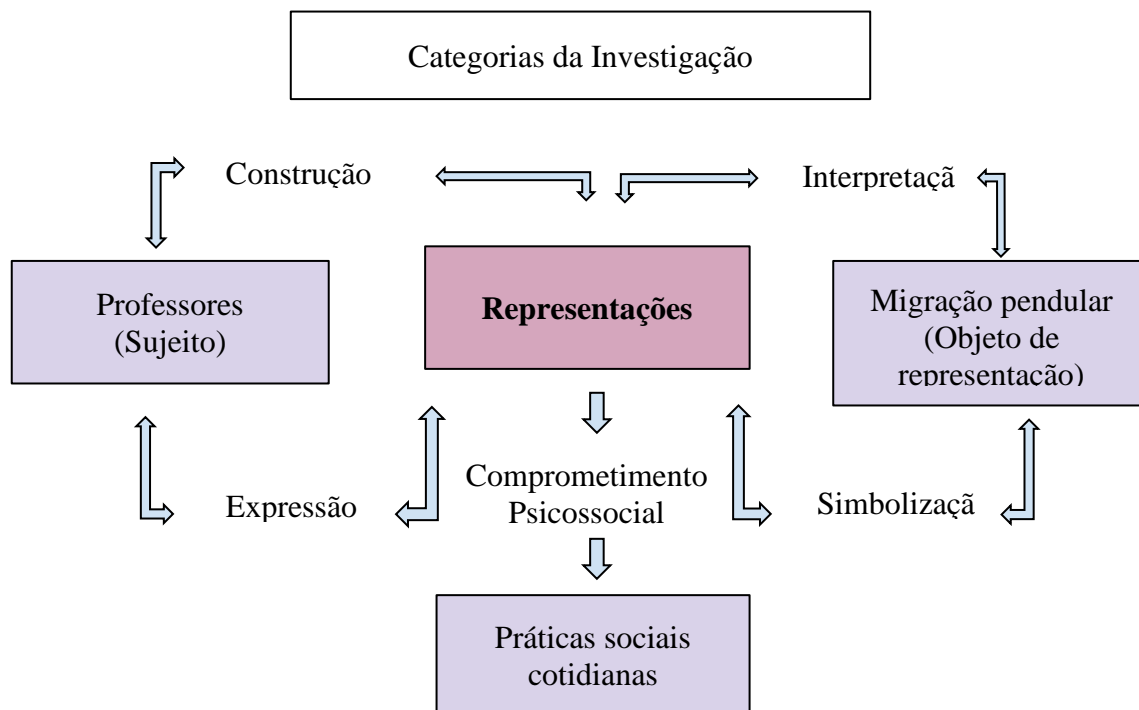 Categorias da Investigação
Construção
Interpretaçã
Professores
(Sujeito)
Representações
Migração pendular
(Objeto de
representação)
Expressão
Comprometimento
Psicossocial
Simbolizaçã
Práticas sociais
cotidianas